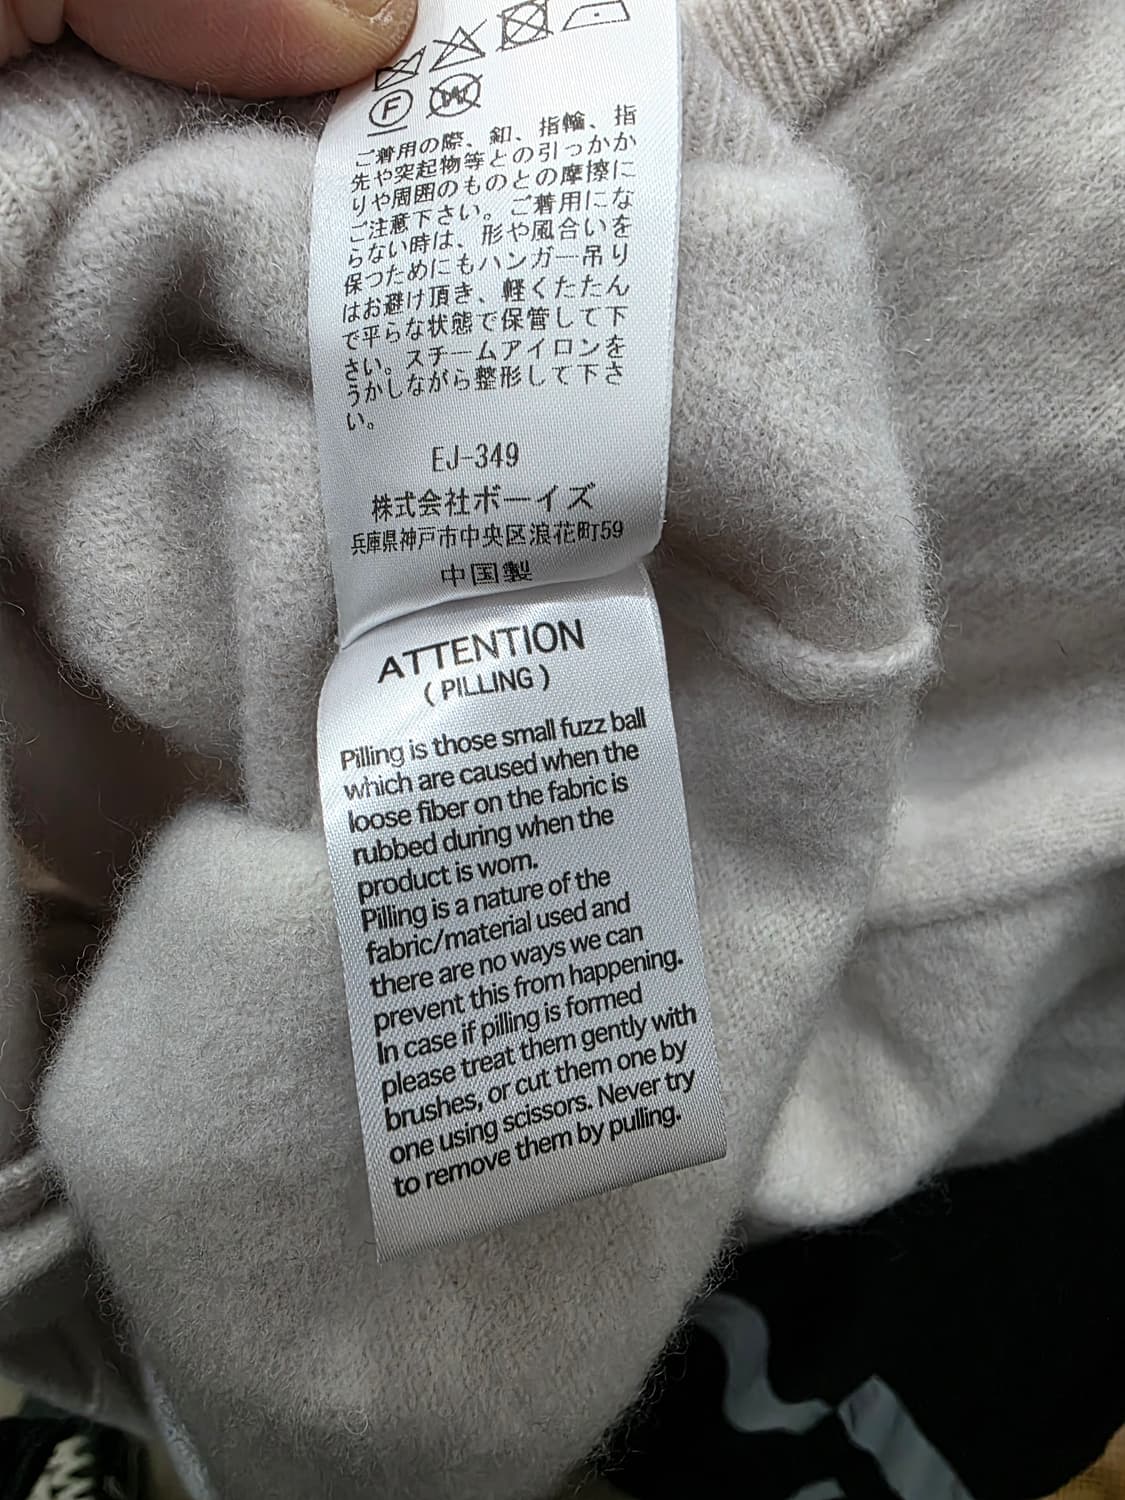 F
W
ご着用の際、釦、指輪、指
先や突起物等との引っかか
りや周囲のものとの摩擦に
ご注意下さい。ご着用にな
らない時は、形や風合いを
保つためにもハンガー吊り
はお避け頂き、軽くたたん
で平らな状態で保管して下
さい。スチームアイロンを
うかしながら整形して下さ
い。
EJ-349
株式会社ボーイズ
兵庫県神戸市中央区浪花町59
中国製
ATTENTION
( PILLING )
Pilling is those small fuzz ball
which are caused when the
loose fiber on the fabric is
rubbed during when the
product is worn.
Pilling is a nature of the
fabric/material used and
there are no ways we can
prevent this from happening.
In case if pilling is formed
please treat them gently with
brushes, or cut them one by
one using scissors. Never try
to remove them by pulling.